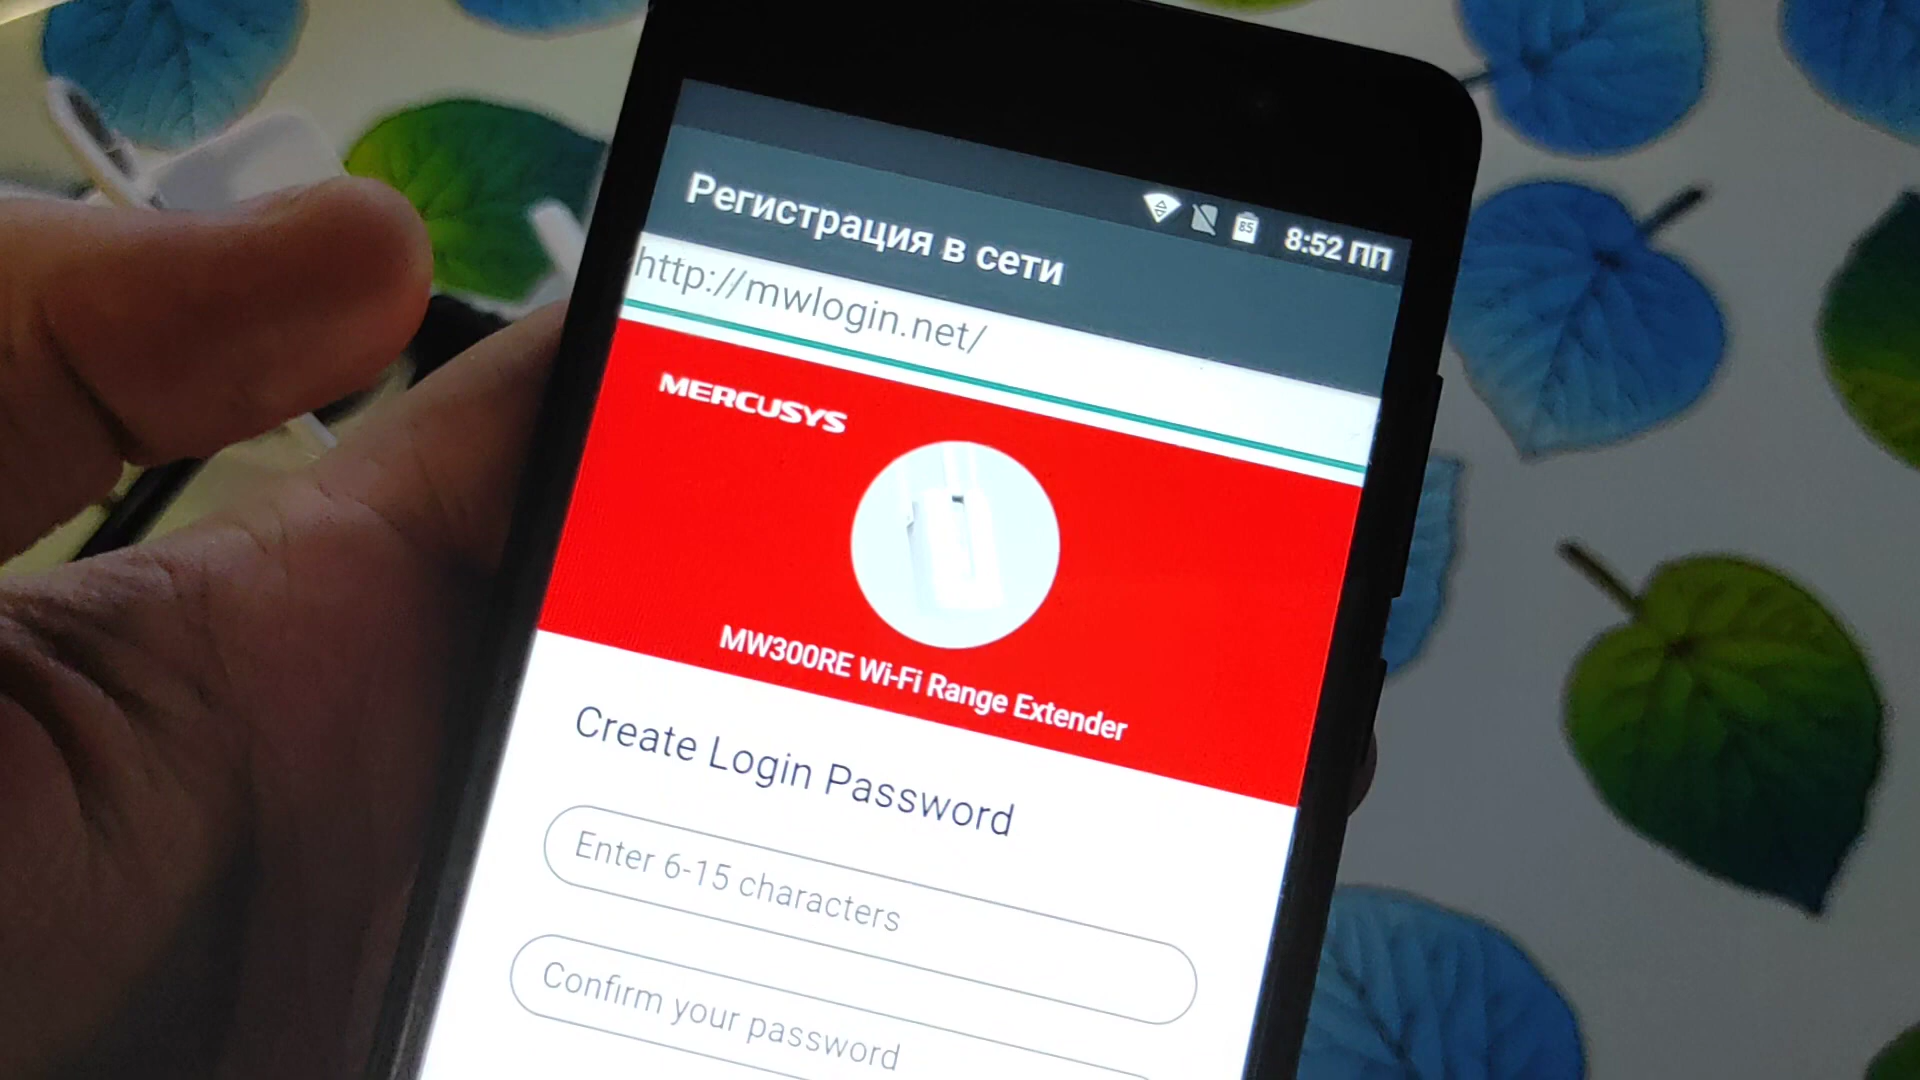 85 8:52 ПП
Регистрация в сети
http://mwlogin.net/
MERCUSYS
MW300RE Wi-Fi Range Extender
Create Login Password
Enter 6-15 characters
Confirm your password